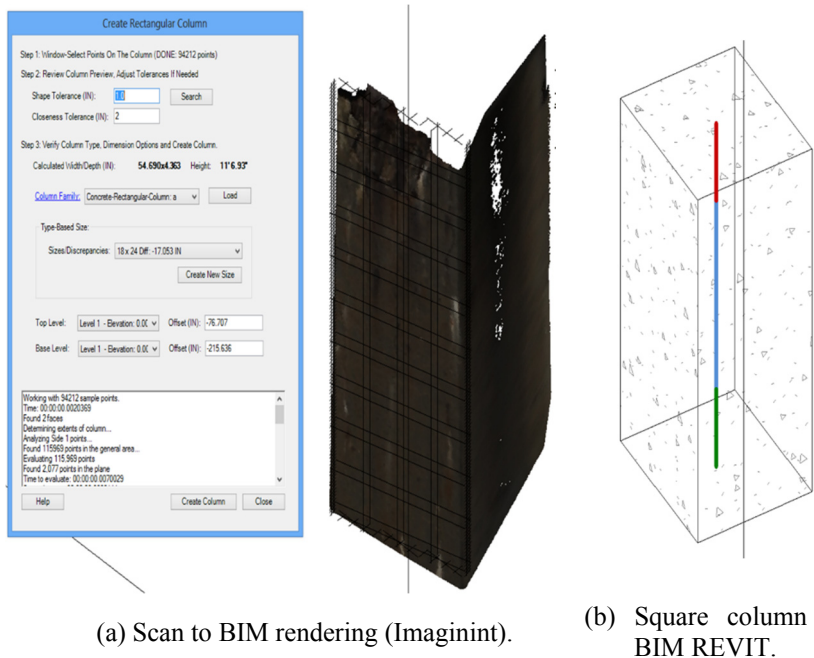 Create Rectangular Column
Step 1: Window-Select Points On The Column (DONE: 94212 points)
Step 2: Review Column Preview, Adjust Tolerances If Needed
Shape Tolerance (IN): 1.0 Search
Closeness Tolerance (IN): 2
Step 3: Verify Column Type, Dimension Options and Create Column.
Calculated Width/Depth (IN): 54.690x4.363 Height: 11'6.93"
Column Family: Concrete-Rectangular-Column: a Load
Type-Based Size:
Sizes/Discrepancies: 18 x 24 Diff: -17.053 IN
Create New Size
Top Level: Level 1 - Elevation: 0.0( Offset (IN): -76.707
Base Level: Level 1 - Elevation: 0.0( Offset (IN): -215.636
Working with 94212 sample points.
Time: 00:00:00.0020369
Found 2 faces
Determining extents of column...
Analyzing Side 1 points...
Found 115969 points in the general area...
Evaluating 115,969 points
Found 2,077 points in the plane
Time to evaluate: 00:00:00.0070029
Help Create Column Close
(a) Scan to BIM rendering (Imaginint).
(b) Square column
BIM REVIT.